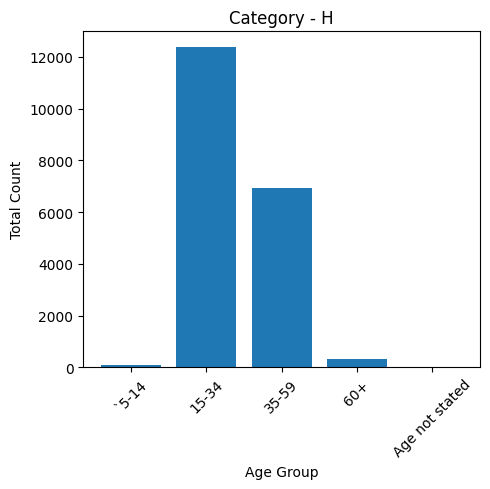 Category - H
Total Count
12000
10000
8000
6000
4000
2000
0
`5-14
15-34
35-59
60+
Age not stated
Age Group